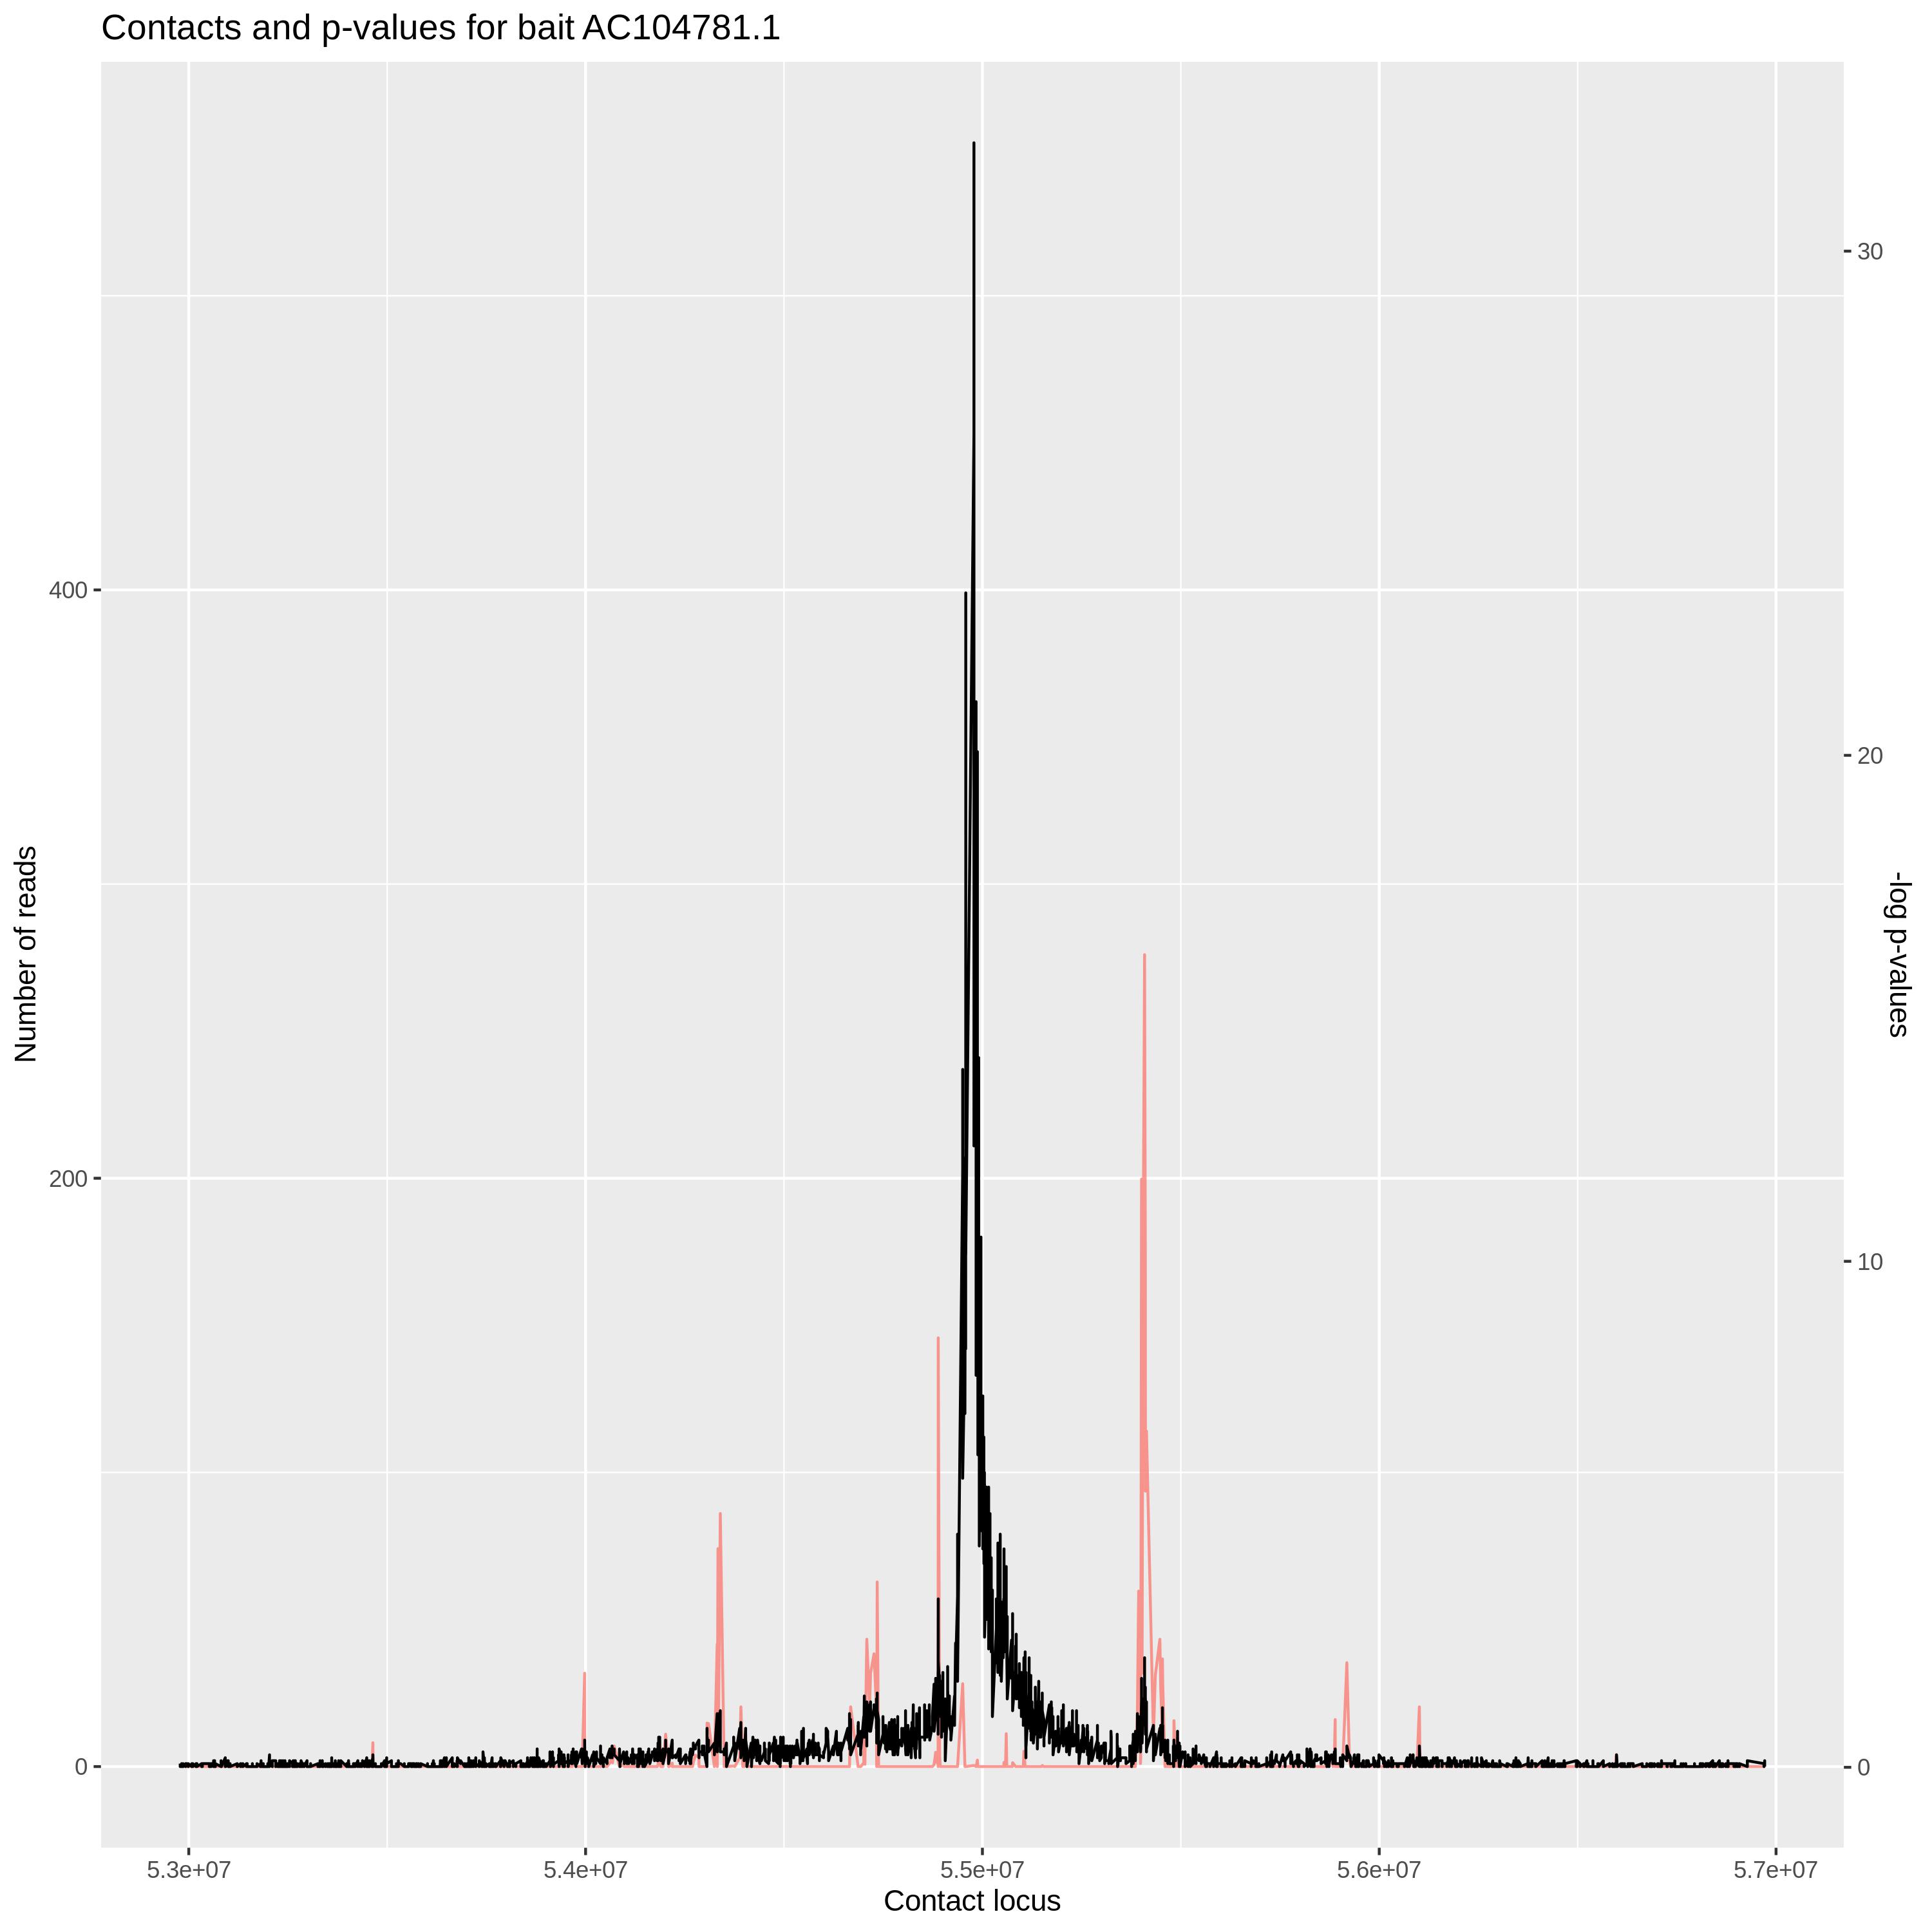 Contacts and p-values for bait AC104781.1
Number of reads
400
200
0
30
20
10
0
-log p-values
5.3e+07 5.4e+07 5.5e+07 5.6e+07 5.7e+07
Contact locus